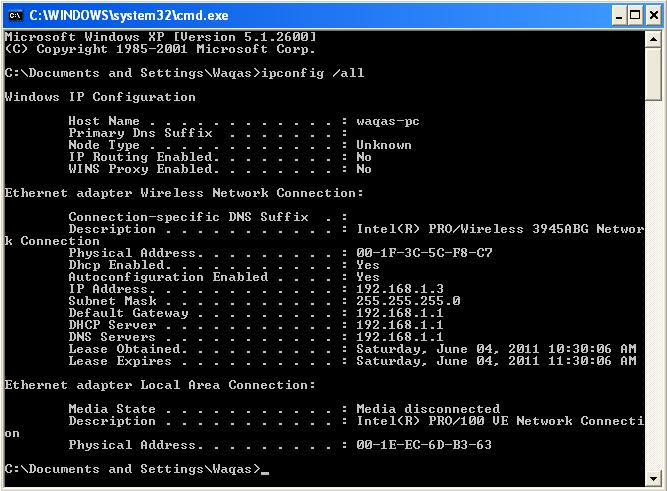 C:\WINDOWS\system32\cmd.exe
Microsoft Windows XP [Version 5.1.2600]
(C) Copyright 1985-2001 Microsoft Corp.

C:\Documents and Settings\Waqas>ipconfig /all

Windows IP Configuration

        Host Name . . . . . . . . . . . . : waqas-pc
        Primary Dns Suffix  . . . . . . . :
        Node Type . . . . . . . . . . . . : Unknown
        IP Routing Enabled. . . . . . . . : No
        WINS Proxy Enabled. . . . . . . . : No

Ethernet adapter Wireless Network Connection:

        Connection-specific DNS Suffix  . :
        Description . . . . . . . . . . . : Intel(R) PRO/Wireless 3945ABG Networ
k Connection
        Physical Address. . . . . . . . . : 00-1F-3C-5C-F8-C7
        Dhcp Enabled. . . . . . . . . . . : Yes
        Autoconfiguration Enabled . . . . : Yes
        IP Address. . . . . . . . . . . . : 192.168.1.3
        Subnet Mask . . . . . . . . . . . : 255.255.255.0
        Default Gateway . . . . . . . . . : 192.168.1.1
        DHCP Server . . . . . . . . . . . : 192.168.1.1
        DNS Servers . . . . . . . . . . . : 192.168.1.1
        Lease Obtained. . . . . . . . . . : Saturday, June 04, 2011 10:30:06 AM
        Lease Expires . . . . . . . . . . : Saturday, June 04, 2011 11:30:06 AM

Ethernet adapter Local Area Connection:

        Media State . . . . . . . . . . . : Media disconnected
        Description . . . . . . . . . . . : Intel(R) PRO/100 VE Network Connecti
on
        Physical Address. . . . . . . . . : 00-1E-EC-6D-B3-63

C:\Documents and Settings\Waqas>_